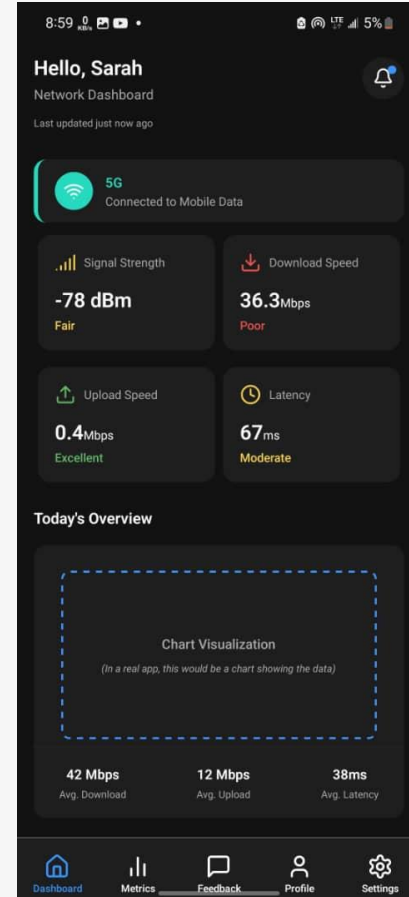 8:59 0 KB/s • LTE 5%
Hello, Sarah
Network Dashboard
Last updated just now ago
5G
Connected to Mobile Data
Signal Strength
-78 dBm
Fair
Download Speed
36.3Mbps
Poor
Upload Speed
0.4Mbps
Excellent
Latency
67ms
Moderate
Today's Overview
Chart Visualization
(In a real app, this would be a chart showing the data)
42 Mbps
Avg. Download
12 Mbps
Avg. Upload
38ms
Avg. Latency
Dashboard Metrics Feedback Profile Settings